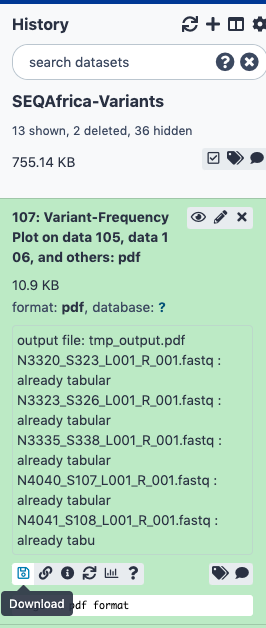 History
search datasets
SEQAfrica-Variants
13 shown, 2 deleted, 36 hidden
755.14 KB
107: Variant-Frequency
Plot on data 105, data 1
06, and others: pdf
10.9 KB
format: pdf, database: ?
output file: tmp_output.pdf
N3320_S323_L001_R_001.fastq :
already tabular
N3323_S326_L001_R_001.fastq :
already tabular
N3335_S338_L001_R_001.fastq :
already tabular
N4040_S107_L001_R_001.fastq :
already tabular
N4041_S108_L001_R_001.fastq :
already tabu
Download
df format